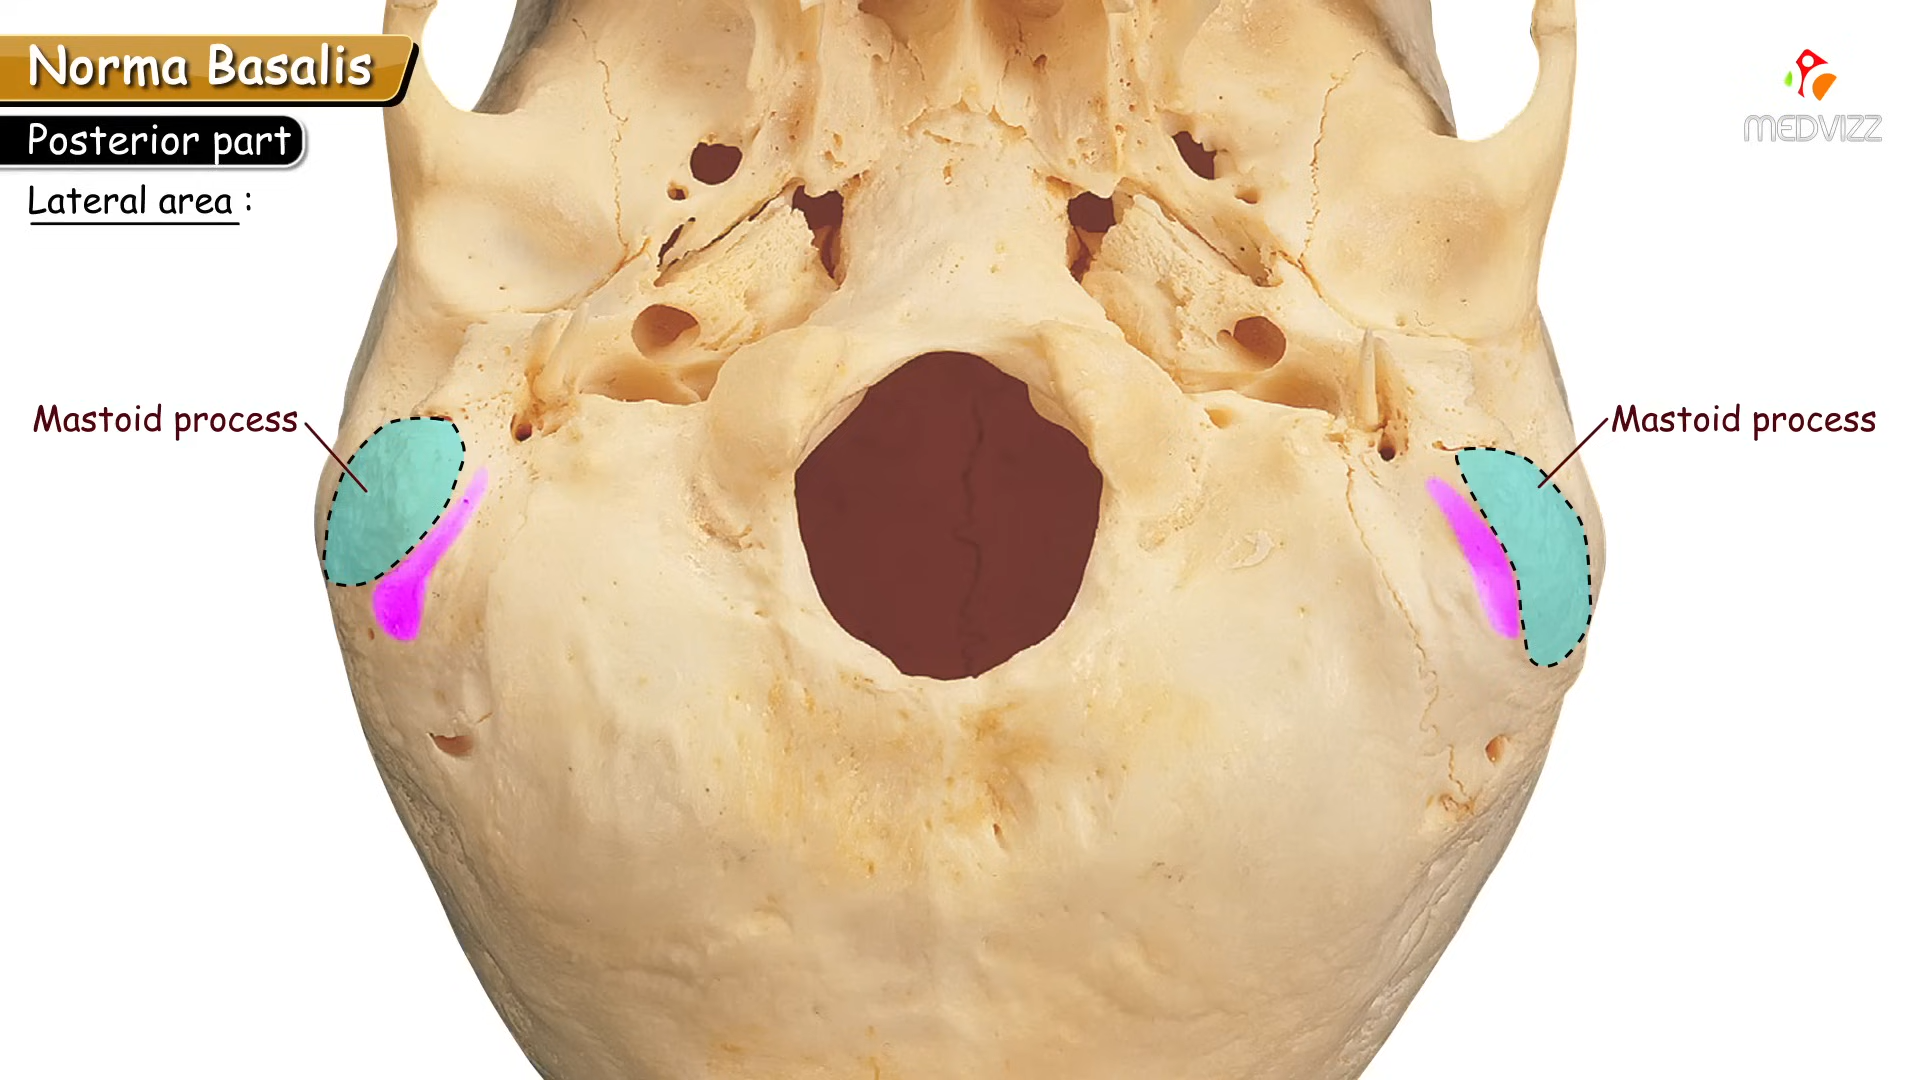 Norma Basalis
Posterior part
Lateral area :
MEDVIZZ
Mastoid process
Mastoid process